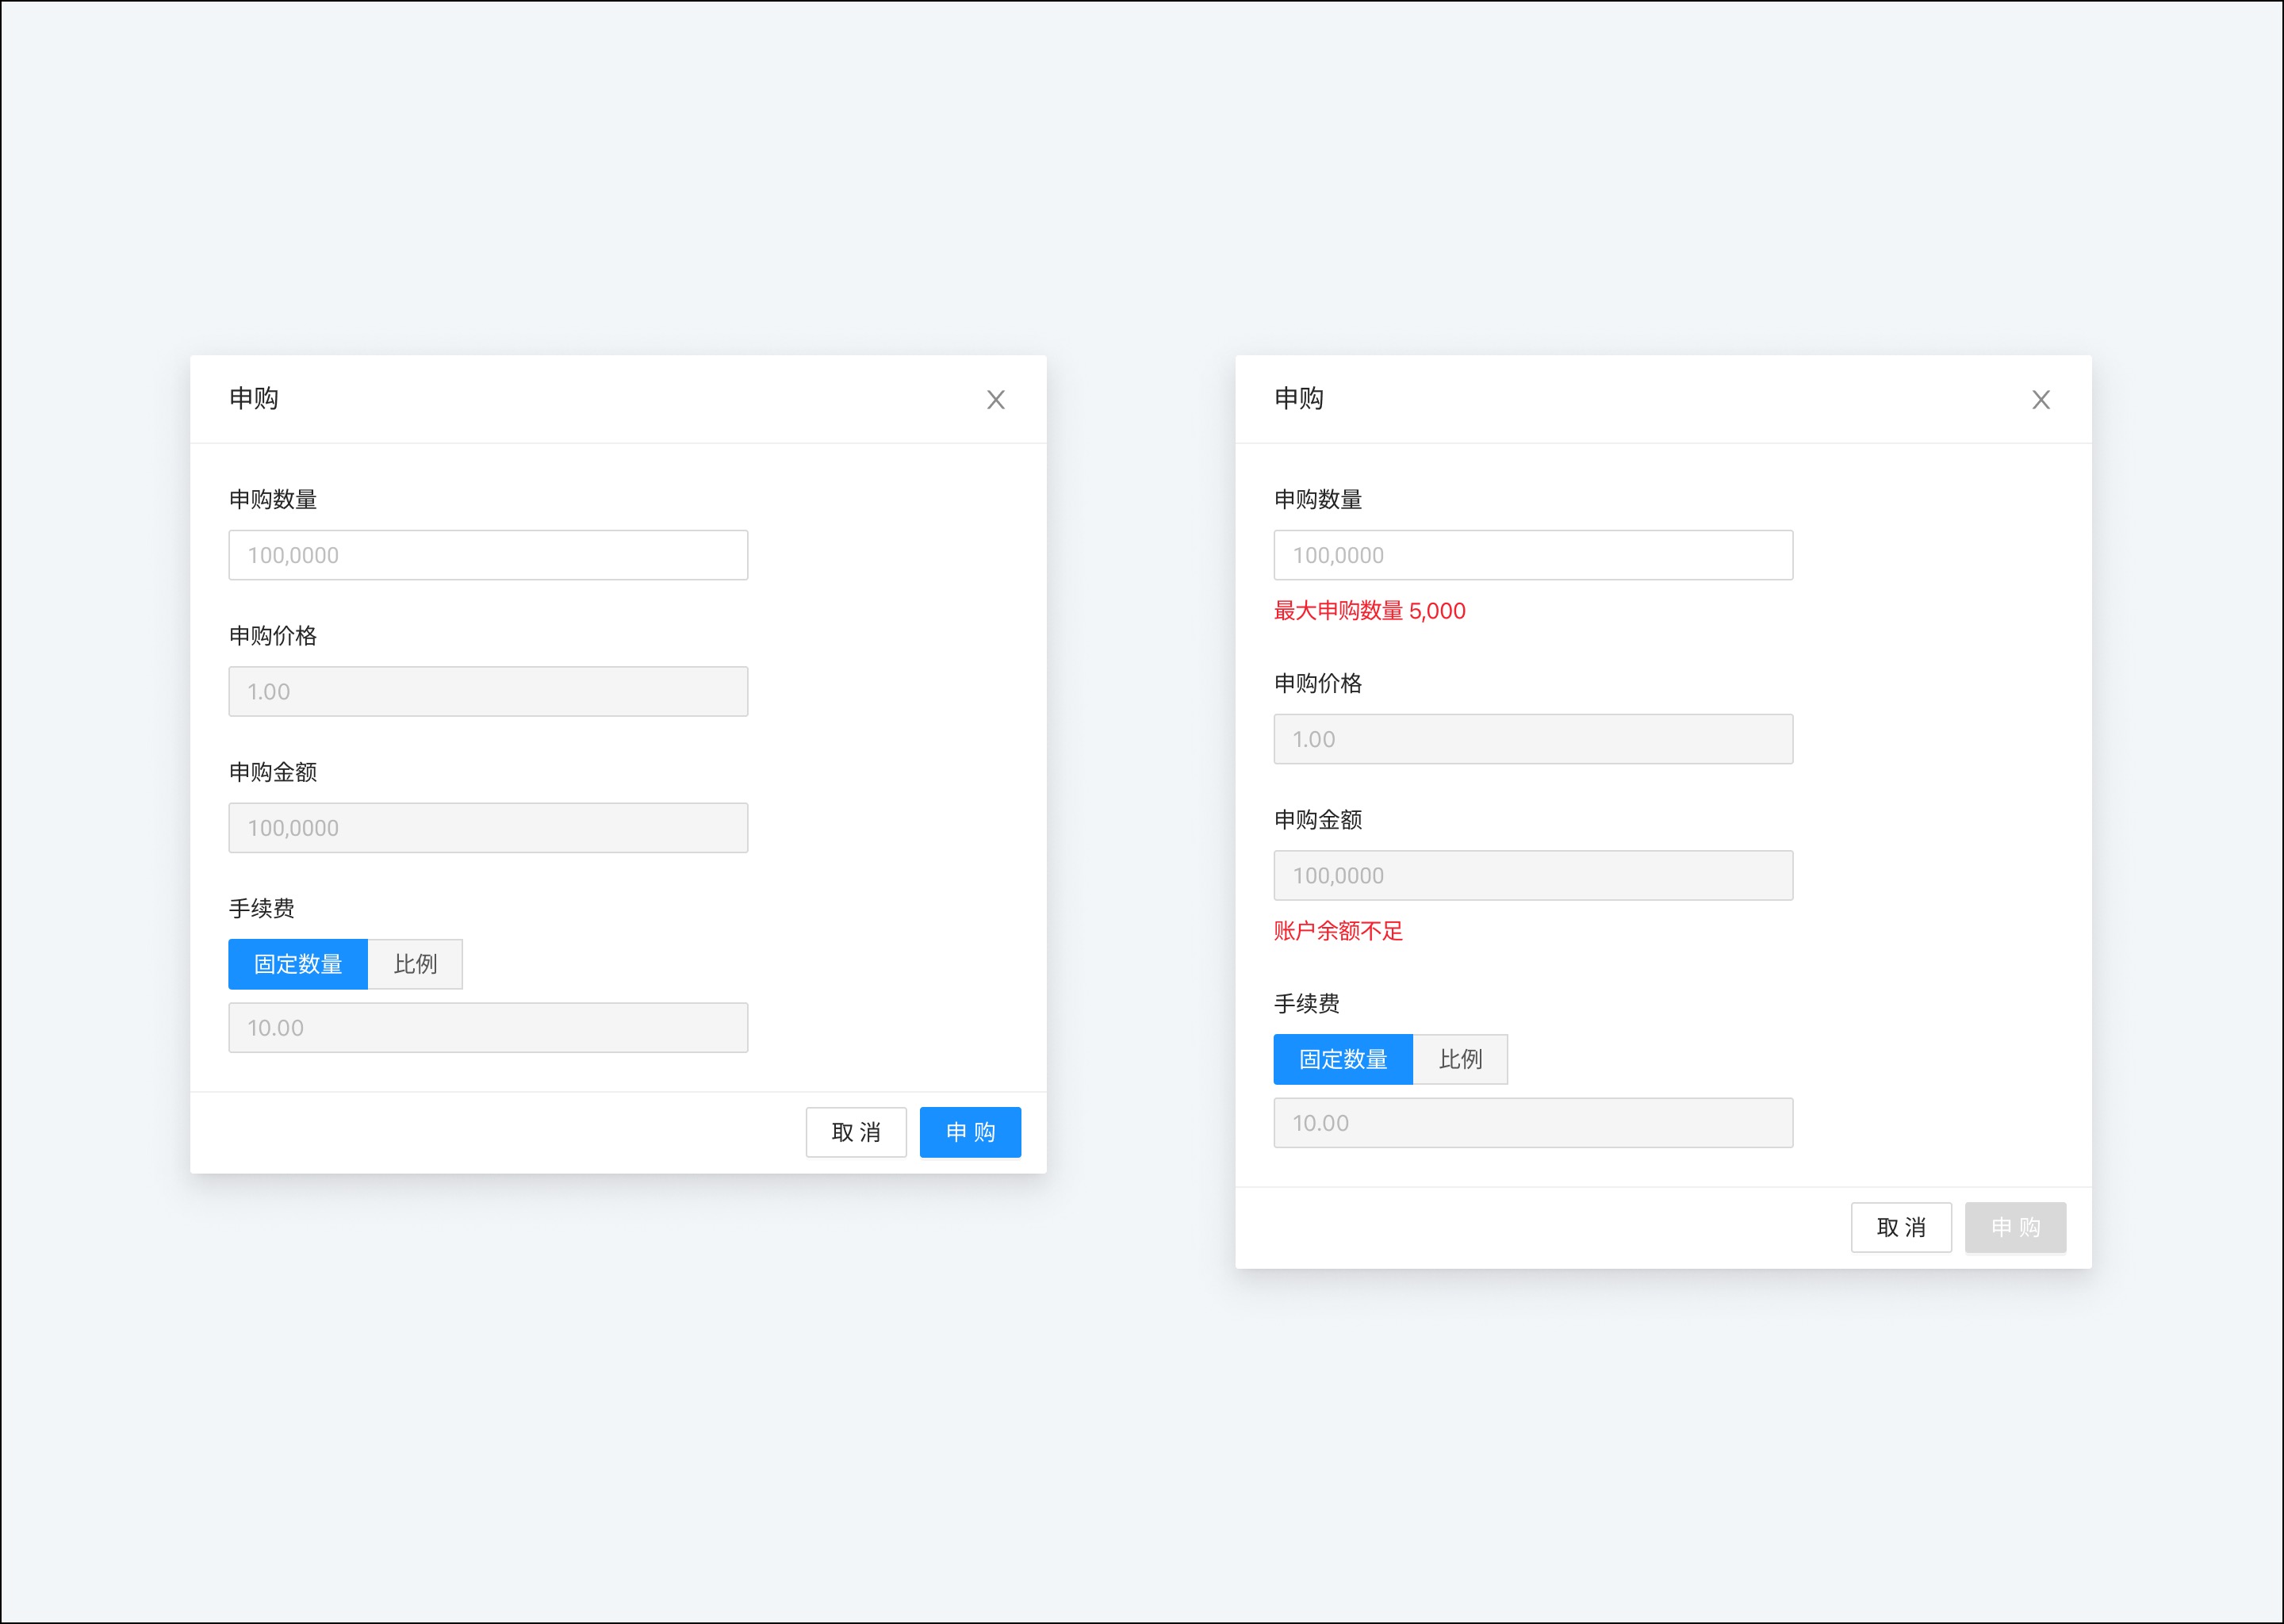 申购
申购数量
100,0000
申购价格
1.00
申购金额
100,0000
手续费
固定数量 比例
10.00
取 消 申 购
申购
申购数量
100,0000
最大申购数量 5,000
申购价格
1.00
申购金额
100,0000
账户余额不足
手续费
固定数量 比例
10.00
取 消 申 购